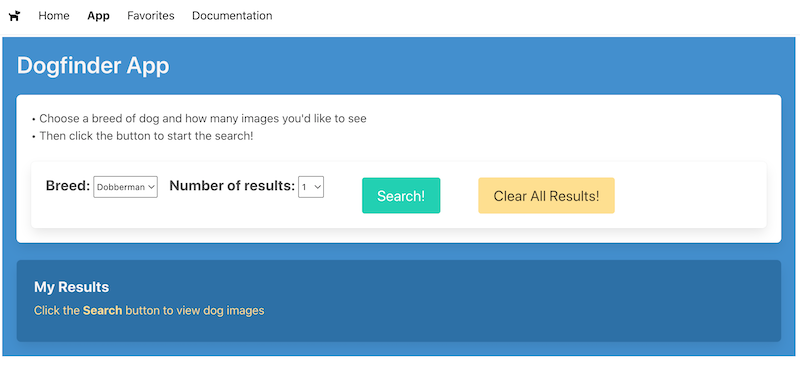 Home App Favorites Documentation
Dogfinder App
• Choose a breed of dog and how many images you'd like to see
• Then click the button to start the search!
Breed: Dobberman Number of results: 1 Search! Clear All Results!
My Results
Click the Search button to view dog images